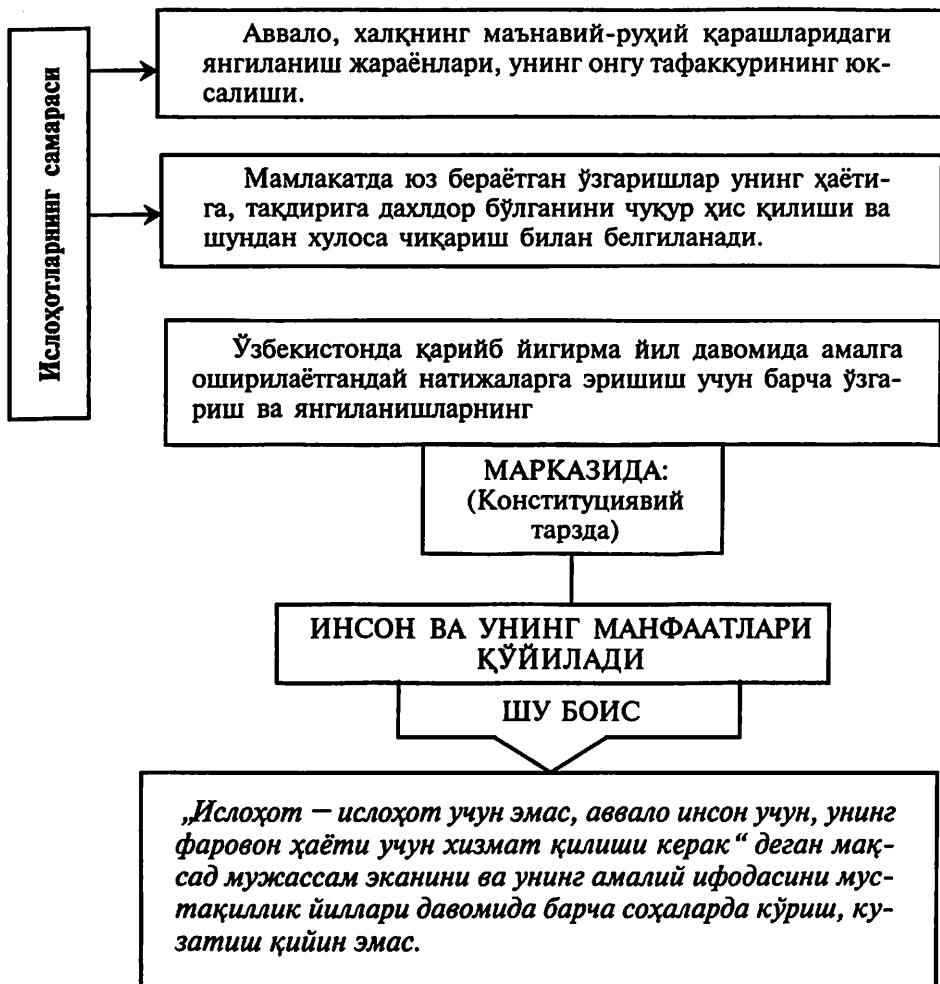 Ислоҳотларнинг самараси
Аввало, халқнинг маънавий-руҳий қарашларидаги
янгиланиш жараёнлари, унинг онгу тафаккурининг юк-
салиши.
Мамлакатда юз бераётган ўзгаришлар унинг ҳаёти-
га, тақдирига дахлдор бўлганини чуқур ҳис қилиши ва
шундан хулоса чиқариш билан белгиланади.
Ўзбекистонда қарийб йигирма йил давомида амалга
оширилаётгандай натижаларга эришиш учун барча ўзга-
риш ва янгиланишларнинг
МАРКАЗИДА:
(Конституциявий
тарзда)
ИНСОН ВА УНИНГ МАНФААТЛАРИ
ҚЎЙИЛАДИ
ШУ БОИС
„Ислоҳот — ислоҳот учун эмас, аввало инсон учун, унинг
фаровон ҳаёти учун хизмат қилиши керак“ деган мақ-
сад мужассам эканини ва унинг амалий ифодасини мус-
тақиллик йиллари давомида барча соҳаларда кўриш, ку-
затиш қийин эмас.